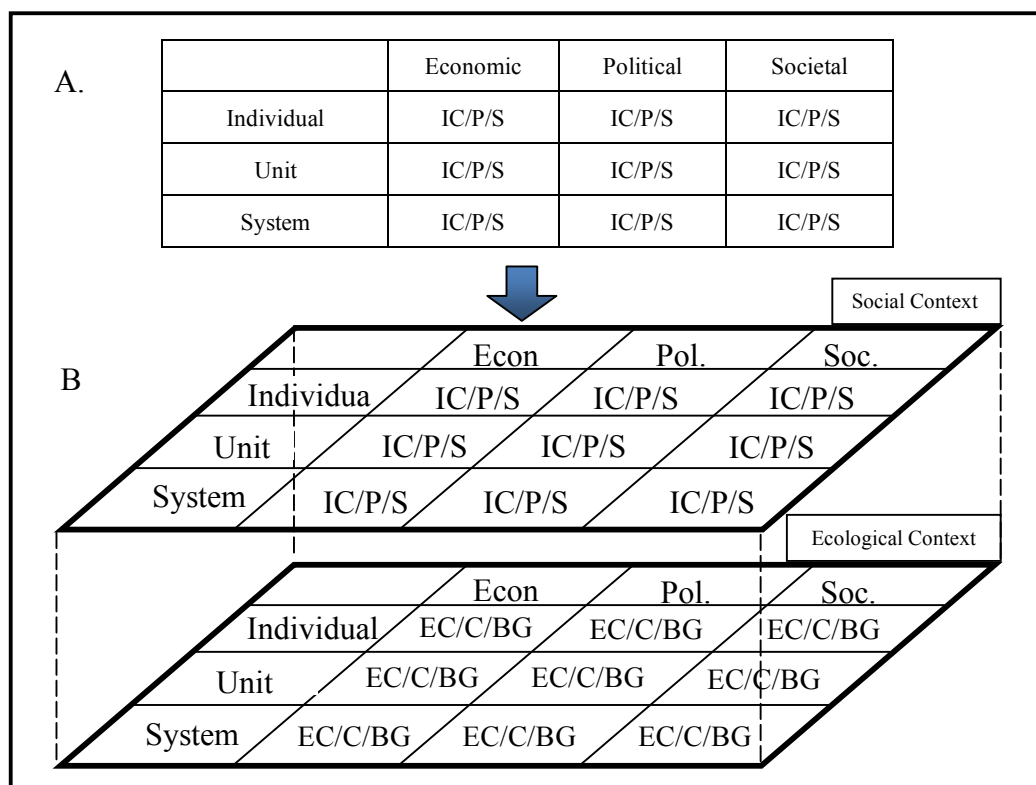 A.
Economic Political Societal
Individual IC/P/S IC/P/S IC/P/S
Unit IC/P/S IC/P/S IC/P/S
System IC/P/S IC/P/S IC/P/S
Social Context
B
Econ Pol. Soc.
Individua IC/P/S IC/P/S IC/P/S
Unit IC/P/S IC/P/S IC/P/S
System IC/P/S IC/P/S IC/P/S
Ecological Context
Econ Pol. Soc.
Individual EC/C/BG EC/C/BG EC/C/BG
Unit EC/C/BG EC/C/BG EC/C/BG
System EC/C/BG EC/C/BG EC/C/BG